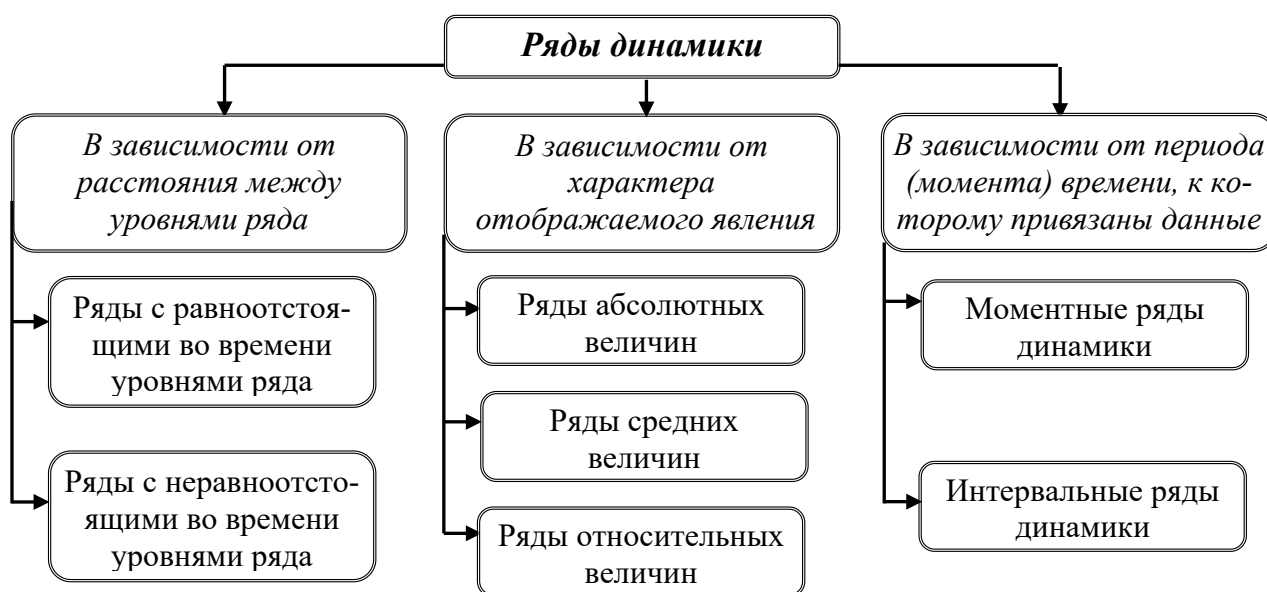 Ряды динамики
В зависимости от
расстояния между
уровнями ряда
Ряды с равноотстоя-
щими во времени
уровнями ряда
Ряды с неравноотсто-
ящими во времени
уровнями ряда
В зависимости от
характера
отображаемого явления
Ряды абсолютных
величин
Ряды средних
величин
Ряды относительных
величин
В зависимости от периода
(момента) времени, к ко-
торому привязаны данные
Моментные ряды
динамики
Интервальные ряды
динамики